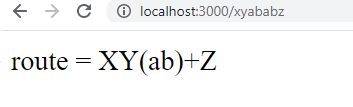 localhost:3000/xyababz
route = XY(ab)+Z